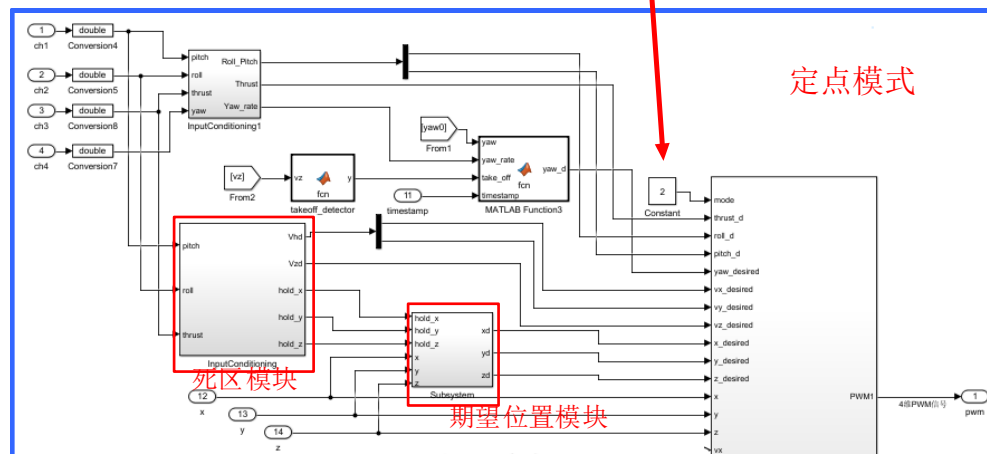 定点模式
1
double
ch1
Conversion4
2
double
ch2
Conversion5
3
double
ch3
Conversion8
4
double
ch4
Conversion7
pitch
roll
thrust
yaw
Roll_Pitch
Thrust
Yaw_rate
InputConditioning1
[yaw0]
From1
[vz]
From2
vz
y
fcn
takeoff_detector
11
timestamp
yaw
yaw_rate
take_off
timestamp
yaw_d
fcn
MATLAB Function3
2
Constant
pitch
roll
thrust
Vhd
Vzd
hold_x
hold_y
hold_z
InputConditioning
死区模块
hold_x
hold_y
hold_z
x
y
z
xd
yd
zd
Subsystem
期望位置模块
12
x
13
y
14
z
mode
thrust_d
roll_d
pitch_d
yaw_desired
vx_desired
vy_desired
vz_desired
x_desired
y_desired
z_desired
x
y
z
vx
PWM1
4维PWM信号
1
pwm